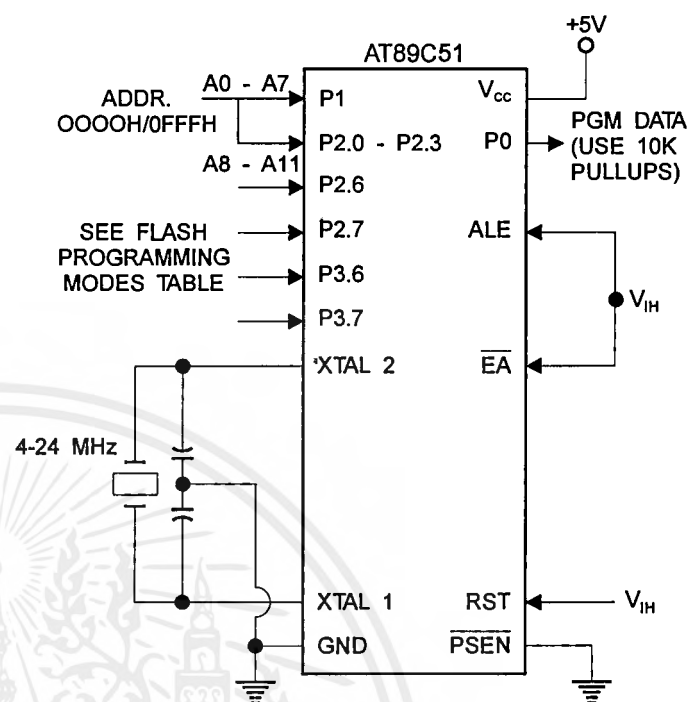 +5V
AT89C51
A0 - A7
ADDR.
OOOOH/0FFFH
A8 - A11
P1
P2.0 - P2.3
P2.6
P2.7
P3.6
P3.7
SEE FLASH
PROGRAMMING
MODES TABLE
XTAL 2
4-24 MHz
XTAL 1
GND
Vcc
P0
PGM DATA
(USE 10K
PULLUPS)
ALE
VIH
EA
RST
VIH
PSEN